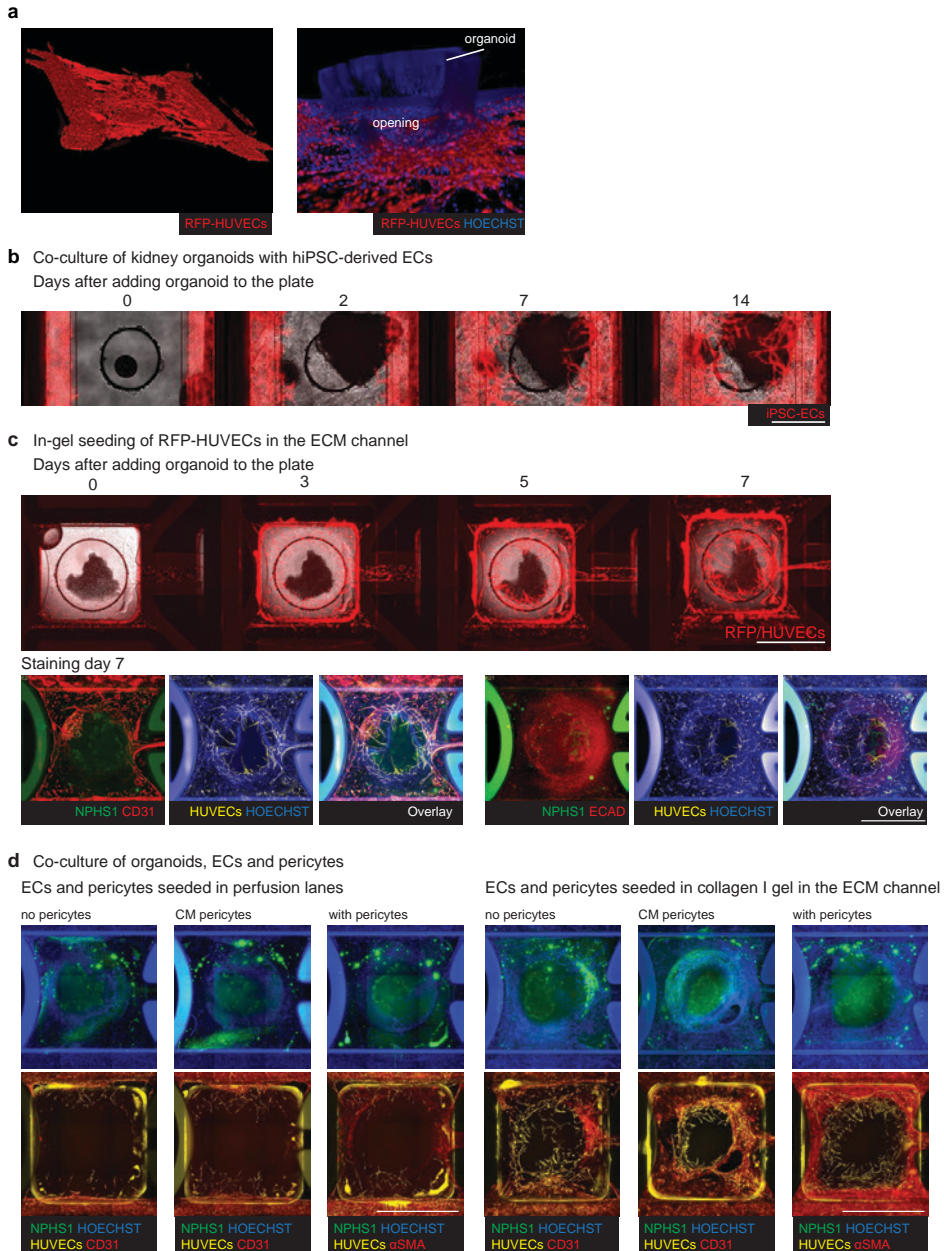 a
organoid
opening
RFP-HUVECs
RFP-HUVECs HOECHST
b Co-culture of kidney organoids with hiPSC-derived ECs
Days after adding organoid to the plate
0 2 7 14
iPSC-ECs
c In-gel seeding of RFP-HUVECs in the ECM channel
Days after adding organoid to the plate
0 3 5 7
RFP/HUVECs
Staining day 7
NPHS1 CD31 HUVECs HOECHST Overlay NPHS1 ECAD HUVECs HOECHST Overlay
d Co-culture of organoids, ECs and pericytes
ECs and pericytes seeded in perfusion lanes ECs and pericytes seeded in collagen I gel in the ECM channel
no pericytes CM pericytes with pericytes no pericytes CM pericytes with pericytes
NPHS1 HOECHST NPHS1 HOECHST NPHS1 HOECHST NPHS1 HOECHST NPHS1 HOECHST NPHS1 HOECHST
HUVECs CD31 HUVECs CD31 HUVECs αSMA HUVECs CD31 HUVECs CD31 HUVECs αSMA